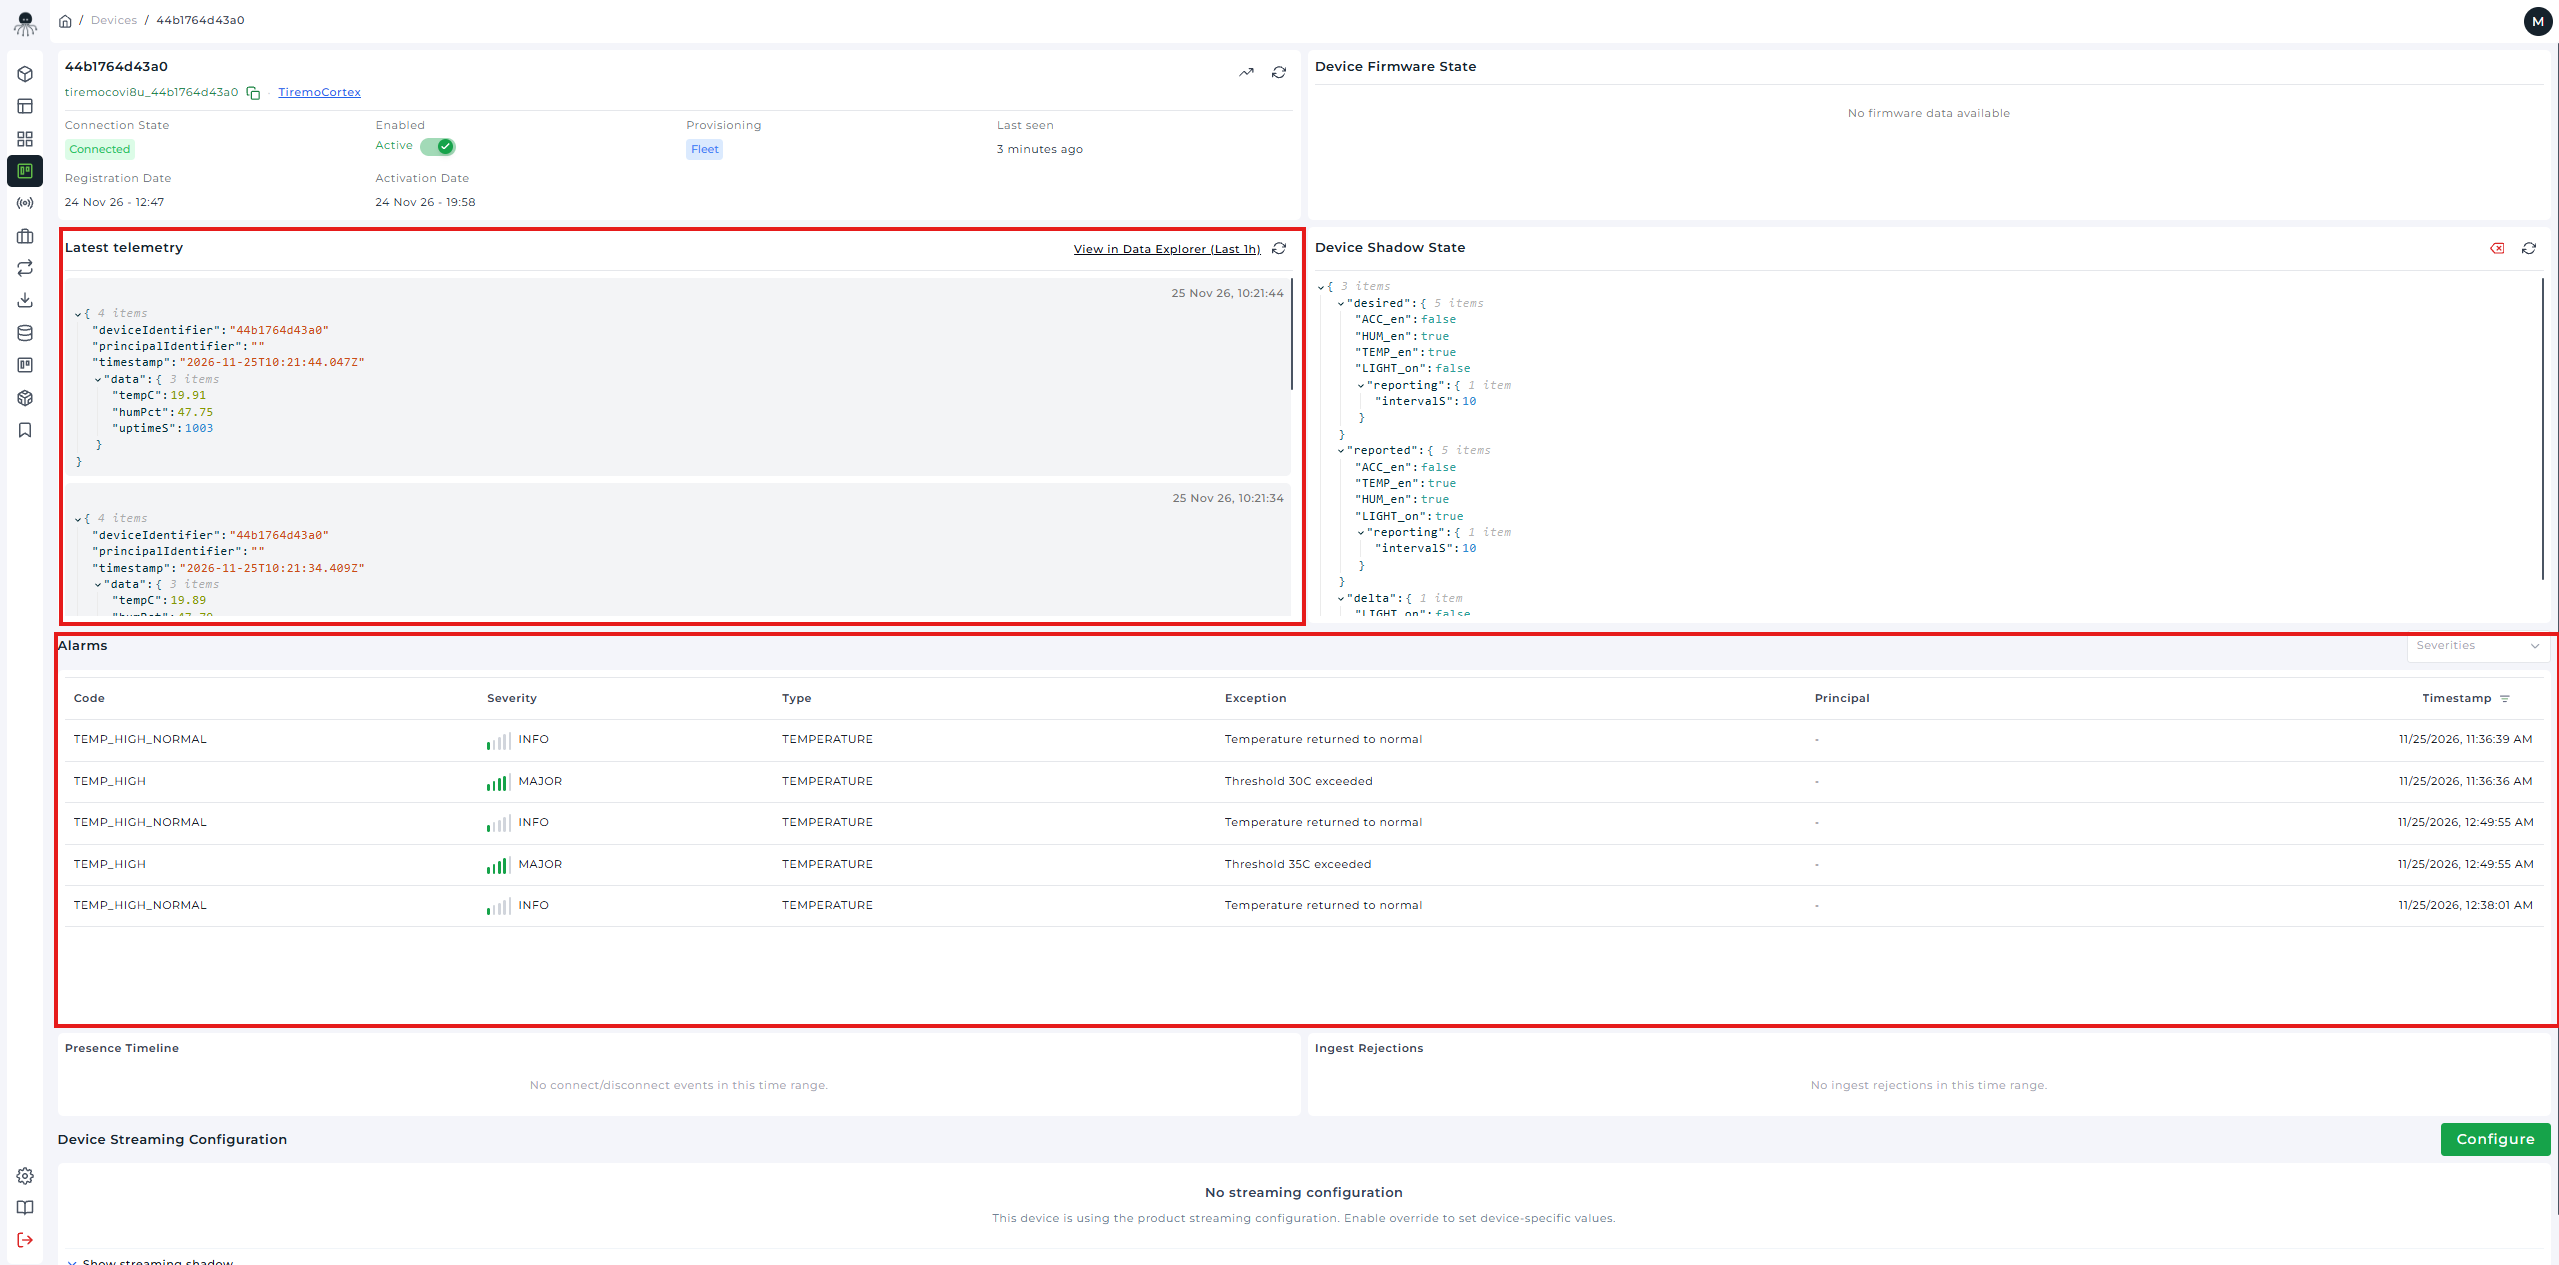 / Devices / 44b1764d43a0
M
44b1764d43a0
tiremocovi8u_44b1764d43a0 · TiremoCortex
Connection State Enabled Provisioning Last seen
Connected Active Fleet 3 minutes ago
Registration Date Activation Date
24 Nov 26 - 12:47 24 Nov 26 - 19:58
Device Firmware State
No firmware data available
Latest telemetry View in Data Explorer (Last 1h)
25 Nov 26, 10:21:44
{ 4 items
"deviceIdentifier":"44b1764d43a0"
"principalIdentifier":""
"timestamp":"2026-11-25T10:21:44.047Z"
"data":{ 3 items
"tempC":19.91
"humPct":47.75
"uptimeS":1003
}
}
25 Nov 26, 10:21:34
{ 4 items
"deviceIdentifier":"44b1764d43a0"
"principalIdentifier":""
"timestamp":"2026-11-25T10:21:34.409Z"
"data":{ 3 items
"tempC":19.89
Device Shadow State
{ 3 items
"desired":{ 5 items
"ACC_en":false
"HUM_en":true
"TEMP_en":true
"LIGHT_on":false
"reporting":{ 1 item
"intervalS":10
}
}
"reported":{ 5 items
"ACC_en":false
"TEMP_en":true
"HUM_en":true
"LIGHT_on":true
"reporting":{ 1 item
"intervalS":10
}
}
"delta":{ 1 item
"LIGHT_on":false
Alarms Severities
Code Severity Type Exception Principal Timestamp
TEMP_HIGH_NORMAL INFO TEMPERATURE Temperature returned to normal - 11/25/2026, 11:36:39 AM
TEMP_HIGH MAJOR TEMPERATURE Threshold 30C exceeded - 11/25/2026, 11:36:36 AM
TEMP_HIGH_NORMAL INFO TEMPERATURE Temperature returned to normal - 11/25/2026, 12:49:55 AM
TEMP_HIGH MAJOR TEMPERATURE Threshold 35C exceeded - 11/25/2026, 12:49:55 AM
TEMP_HIGH_NORMAL INFO TEMPERATURE Temperature returned to normal - 11/25/2026, 12:38:01 AM
Presence Timeline
No connect/disconnect events in this time range.
Ingest Rejections
No ingest rejections in this time range.
Device Streaming Configuration Configure
No streaming configuration
This device is using the product streaming configuration. Enable override to set device-specific values.
Show streaming shadow